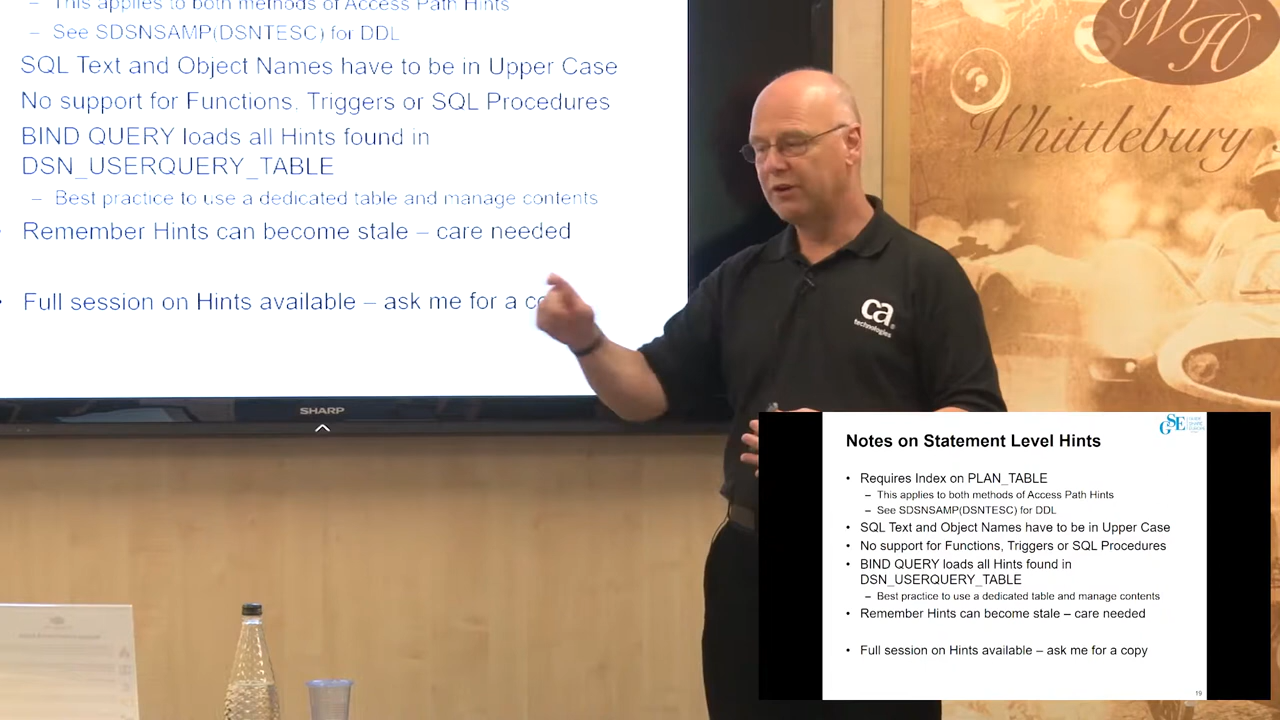 – This applies to both methods of Access Path Hints
– See SDSNSAMP(DSNTESC) for DDL
SQL Text and Object Names have to be in Upper Case
No support for Functions, Triggers or SQL Procedures
BIND QUERY loads all Hints found in
DSN_USERQUERY_TABLE
– Best practice to use a dedicated table and manage contents
• Remember Hints can become stale – care needed
• Full session on Hints available – ask me for a co
SHARP
WH
Whittlebury
ca
technologies
GSE
Notes on Statement Level Hints
• Requires Index on PLAN_TABLE
– This applies to both methods of Access Path Hints
– See SDSNSAMP(DSNTESC) for DDL
• SQL Text and Object Names have to be in Upper Case
• No support for Functions, Triggers or SQL Procedures
• BIND QUERY loads all Hints found in
DSN_USERQUERY_TABLE
– Best practice to use a dedicated table and manage contents
• Remember Hints can become stale – care needed
• Full session on Hints available – ask me for a copy
19